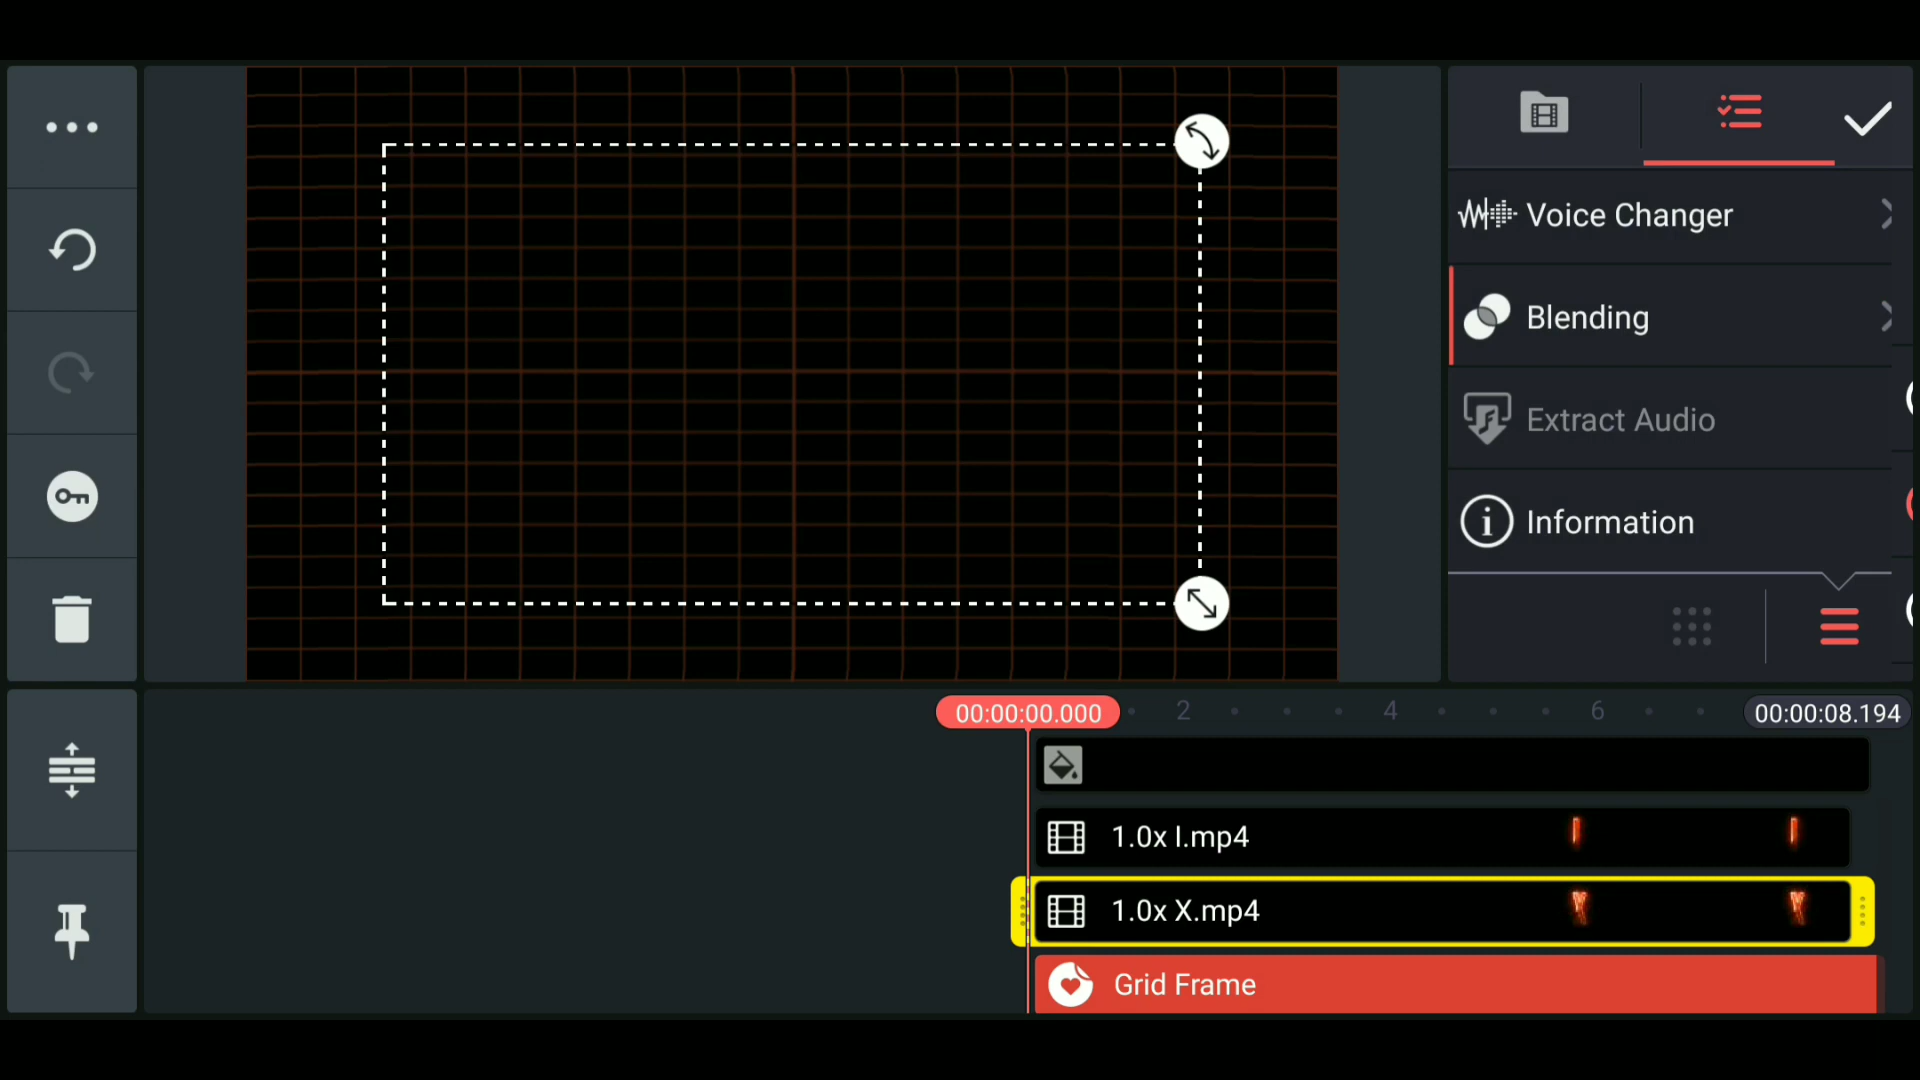 Voice Changer
Blending
Extract Audio
Information
00:00:00.000
2
4
6
00:00:08.194
1.0x I.mp4
1.0x X.mp4
Grid Frame